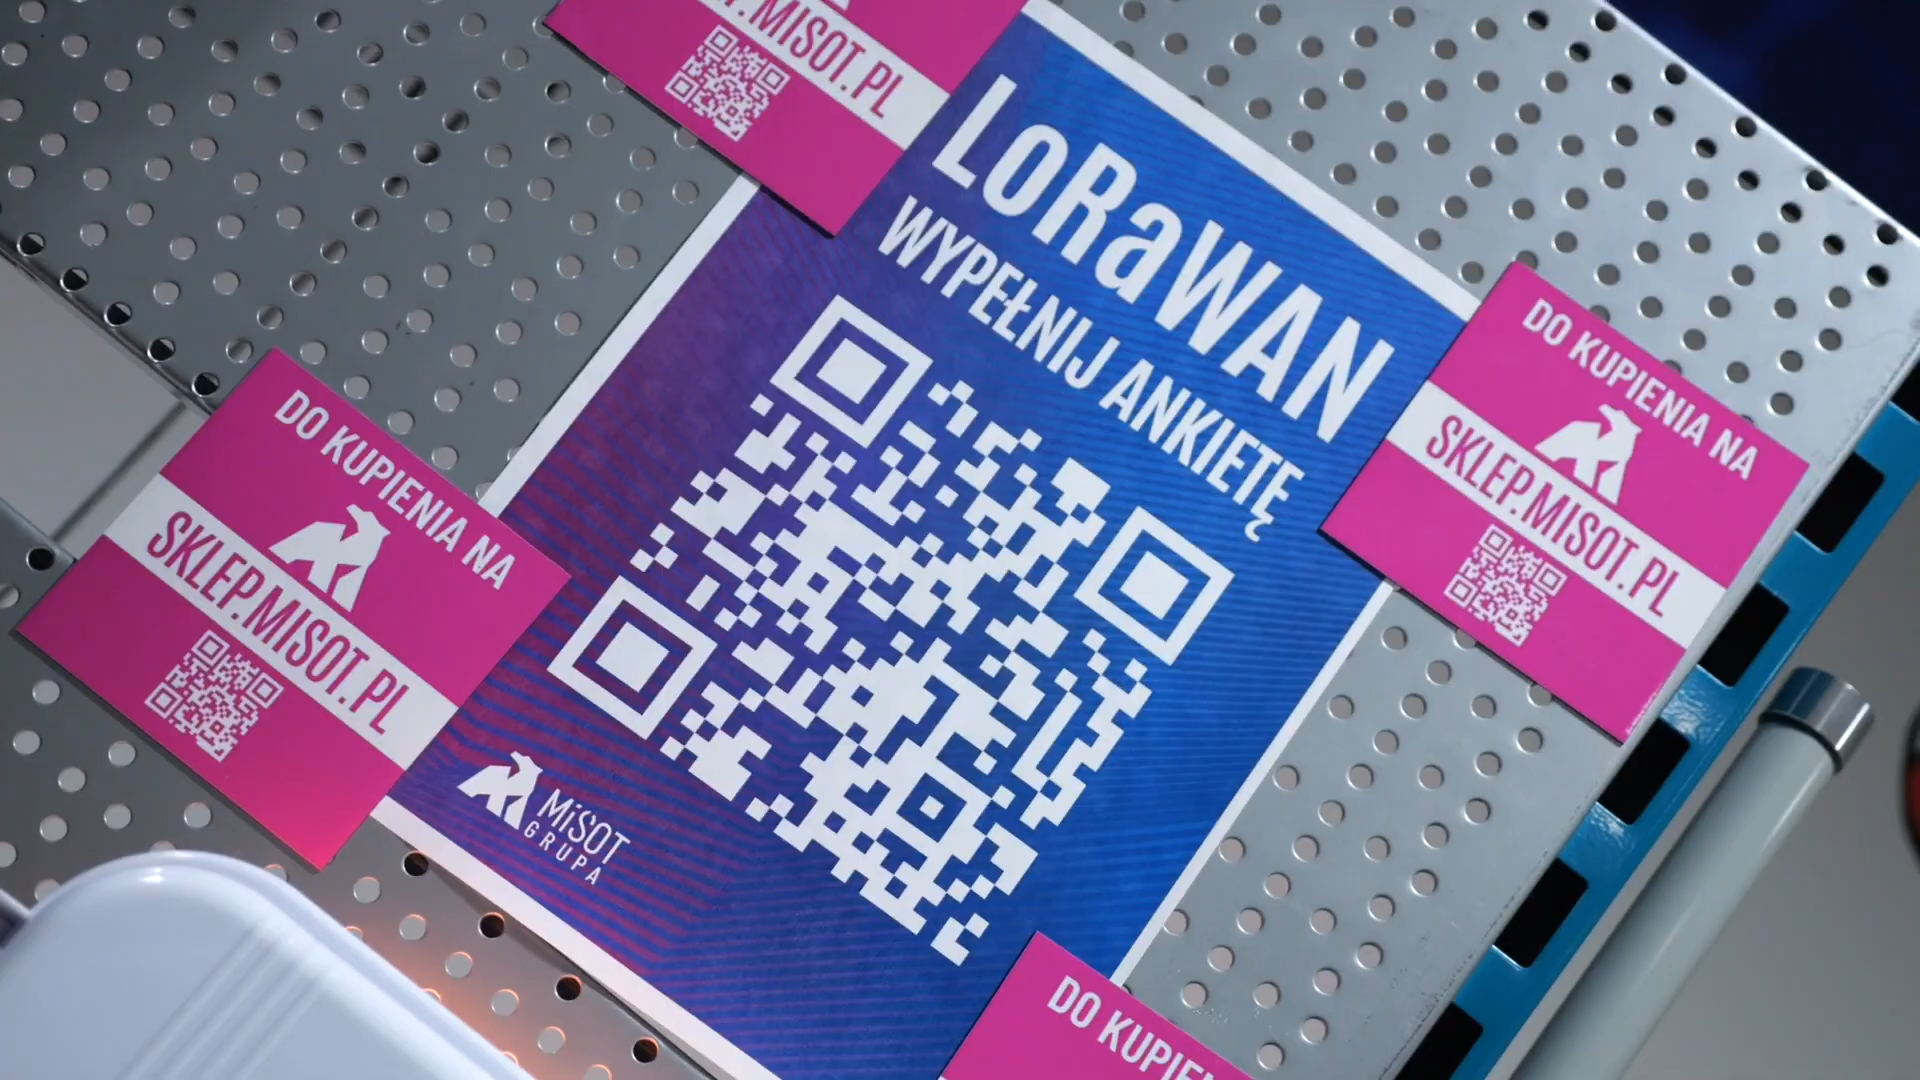 MISOT.PL
LoRaWAN
WYPEŁNIJ ANKIETĘ
MiSOT
GRUPA
DO KUPIENIA NA
SKLEP.MISOT.PL
DO KUPIENIA NA
SKLEP.MISOT.PL
DO